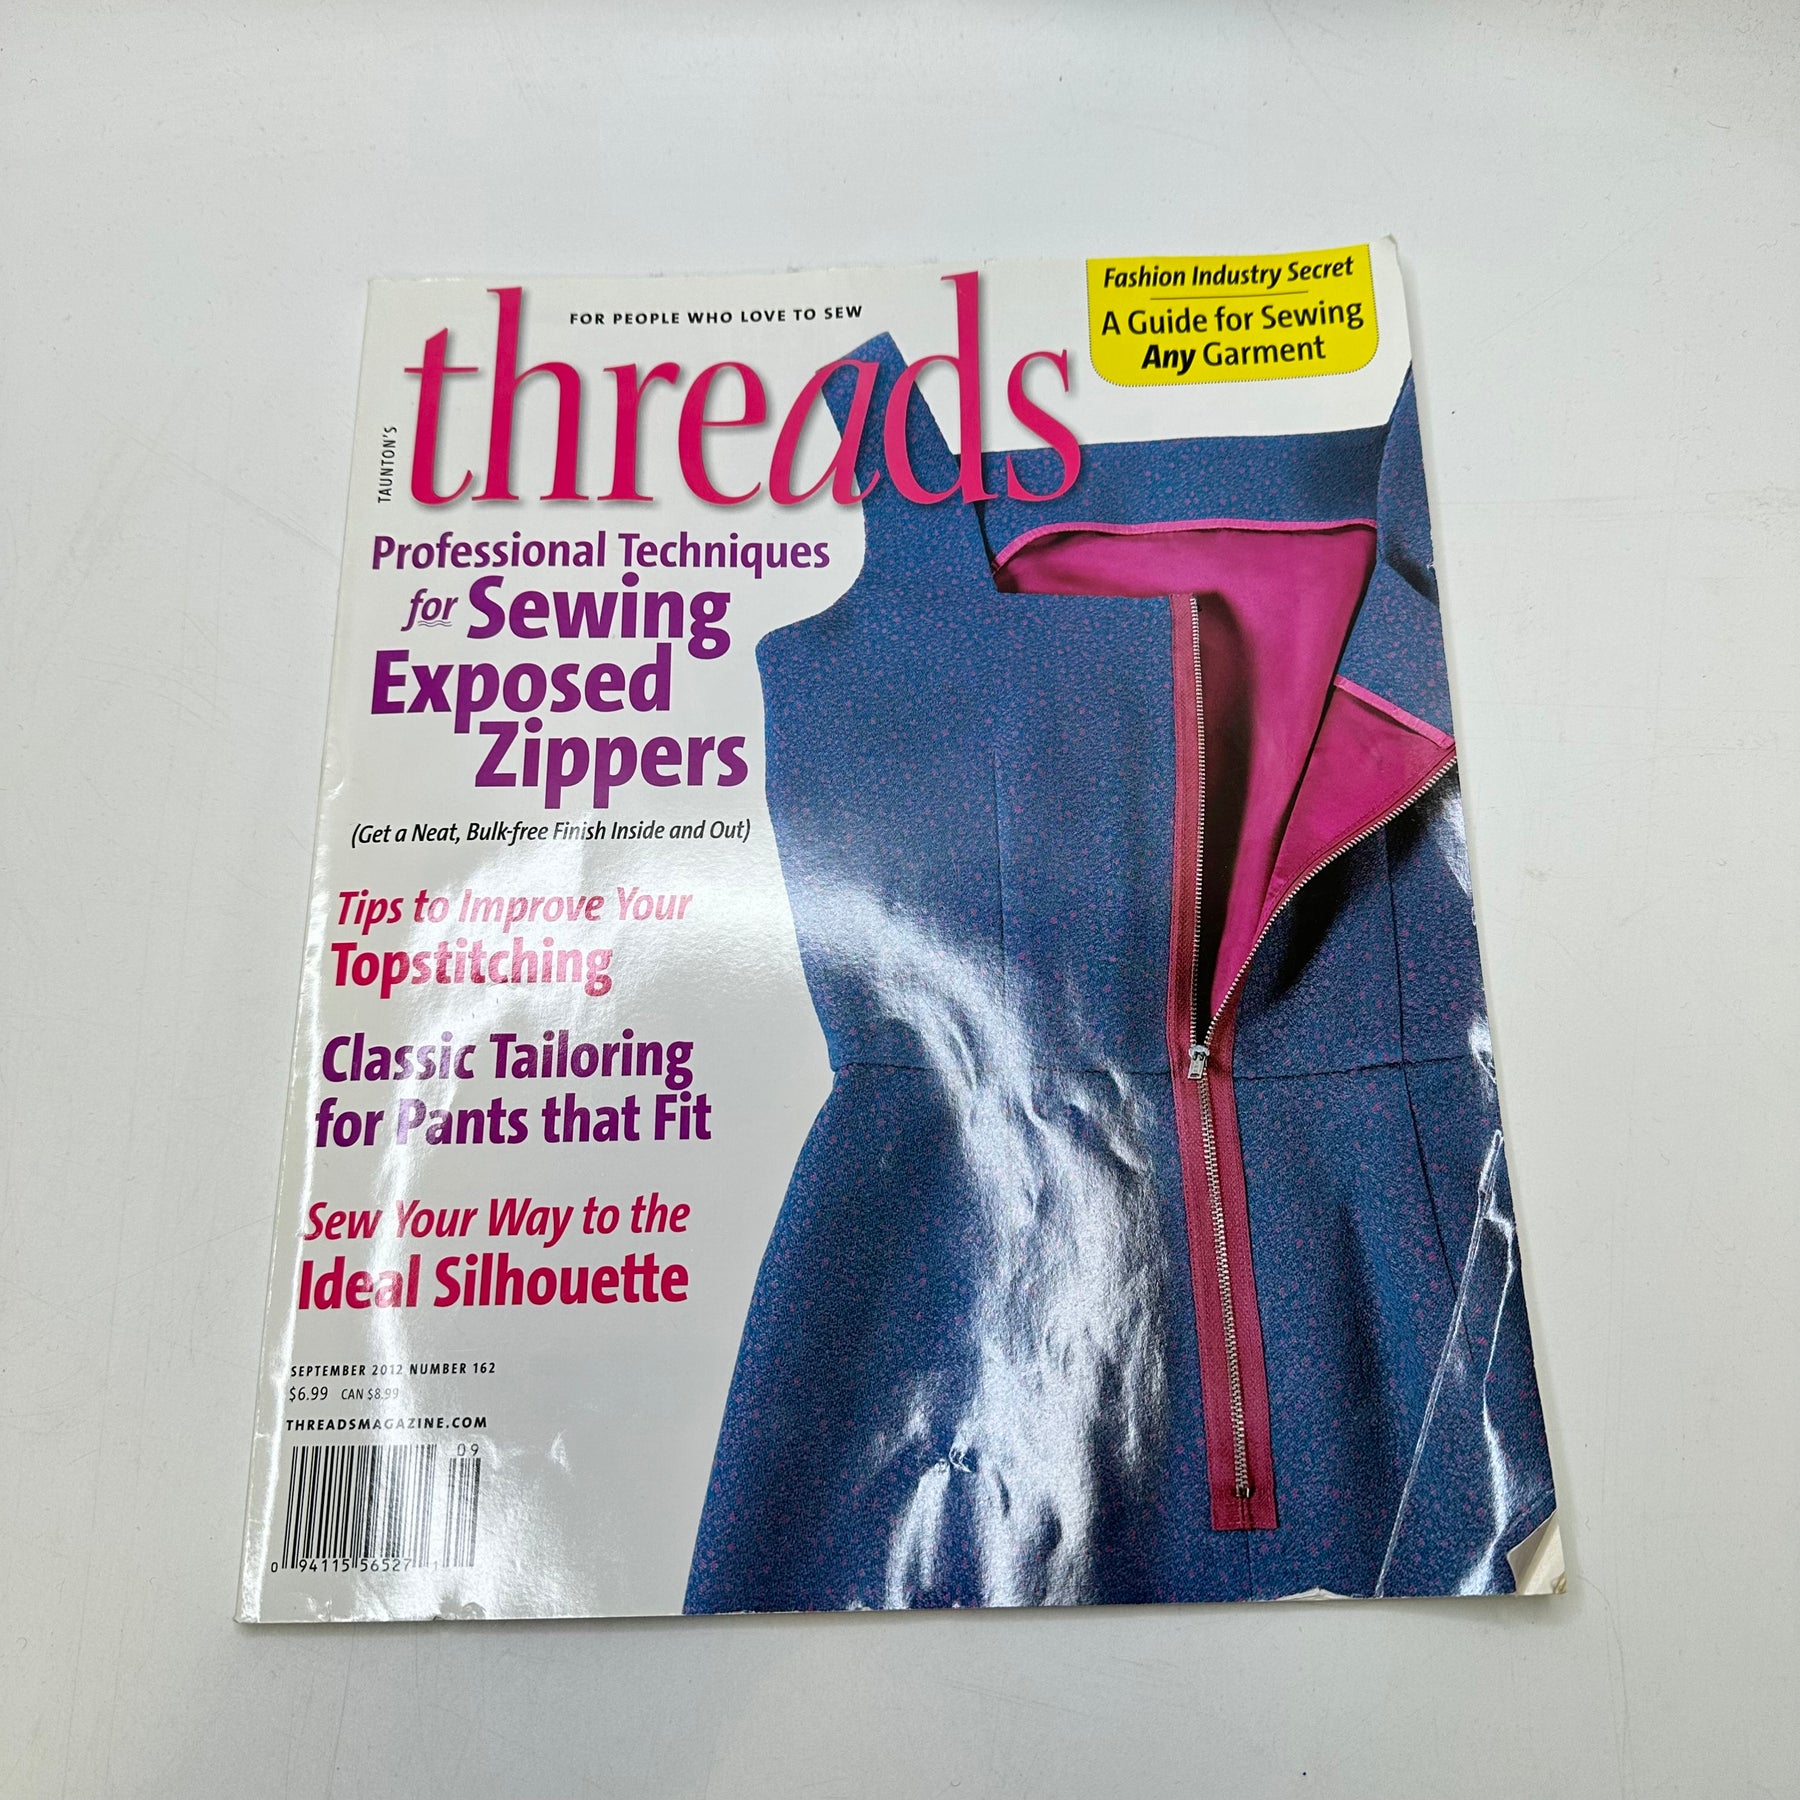 FOR PEOPLE WHO LOVE TO SEW
TAUNTON'S
threads
Fashion Industry Secret
A Guide for Sewing
Any Garment
Professional Techniques
for Sewing
Exposed
Zippers
(Get a Neat, Bulk-free Finish Inside and Out)
Tips to Improve Your
Topstitching
Classic Tailoring
for Pants that Fit
Sew Your Way to the
Ideal Silhouette
SEPTEMBER 2012 NUMBER 162
$6.99 CAN $8.99
THREADSMAGAZINE.COM
09
0 94115 56527 1